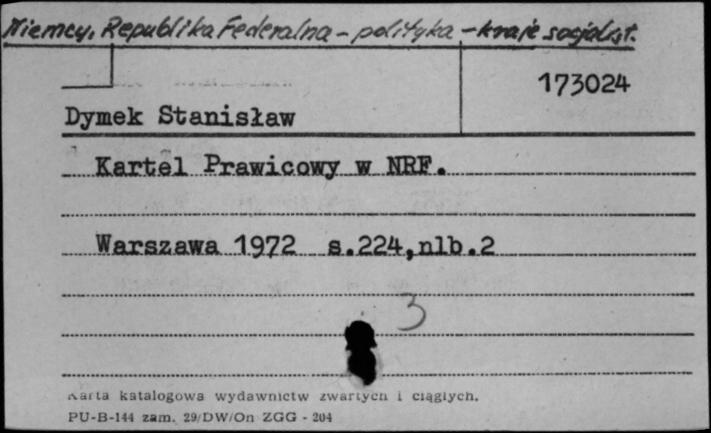 Niemcy, Republika Federalna - polityka - kraje socjalist.
173024
Dymek Stanisław
Kartel Prawicowy w NRF.
Warszawa 1972 s.224,nlb.2
3
Karta katalogowa wydawnictw zwartych i ciągłych.
PU-B-144 zam. 29/DW/On ZGG - 204